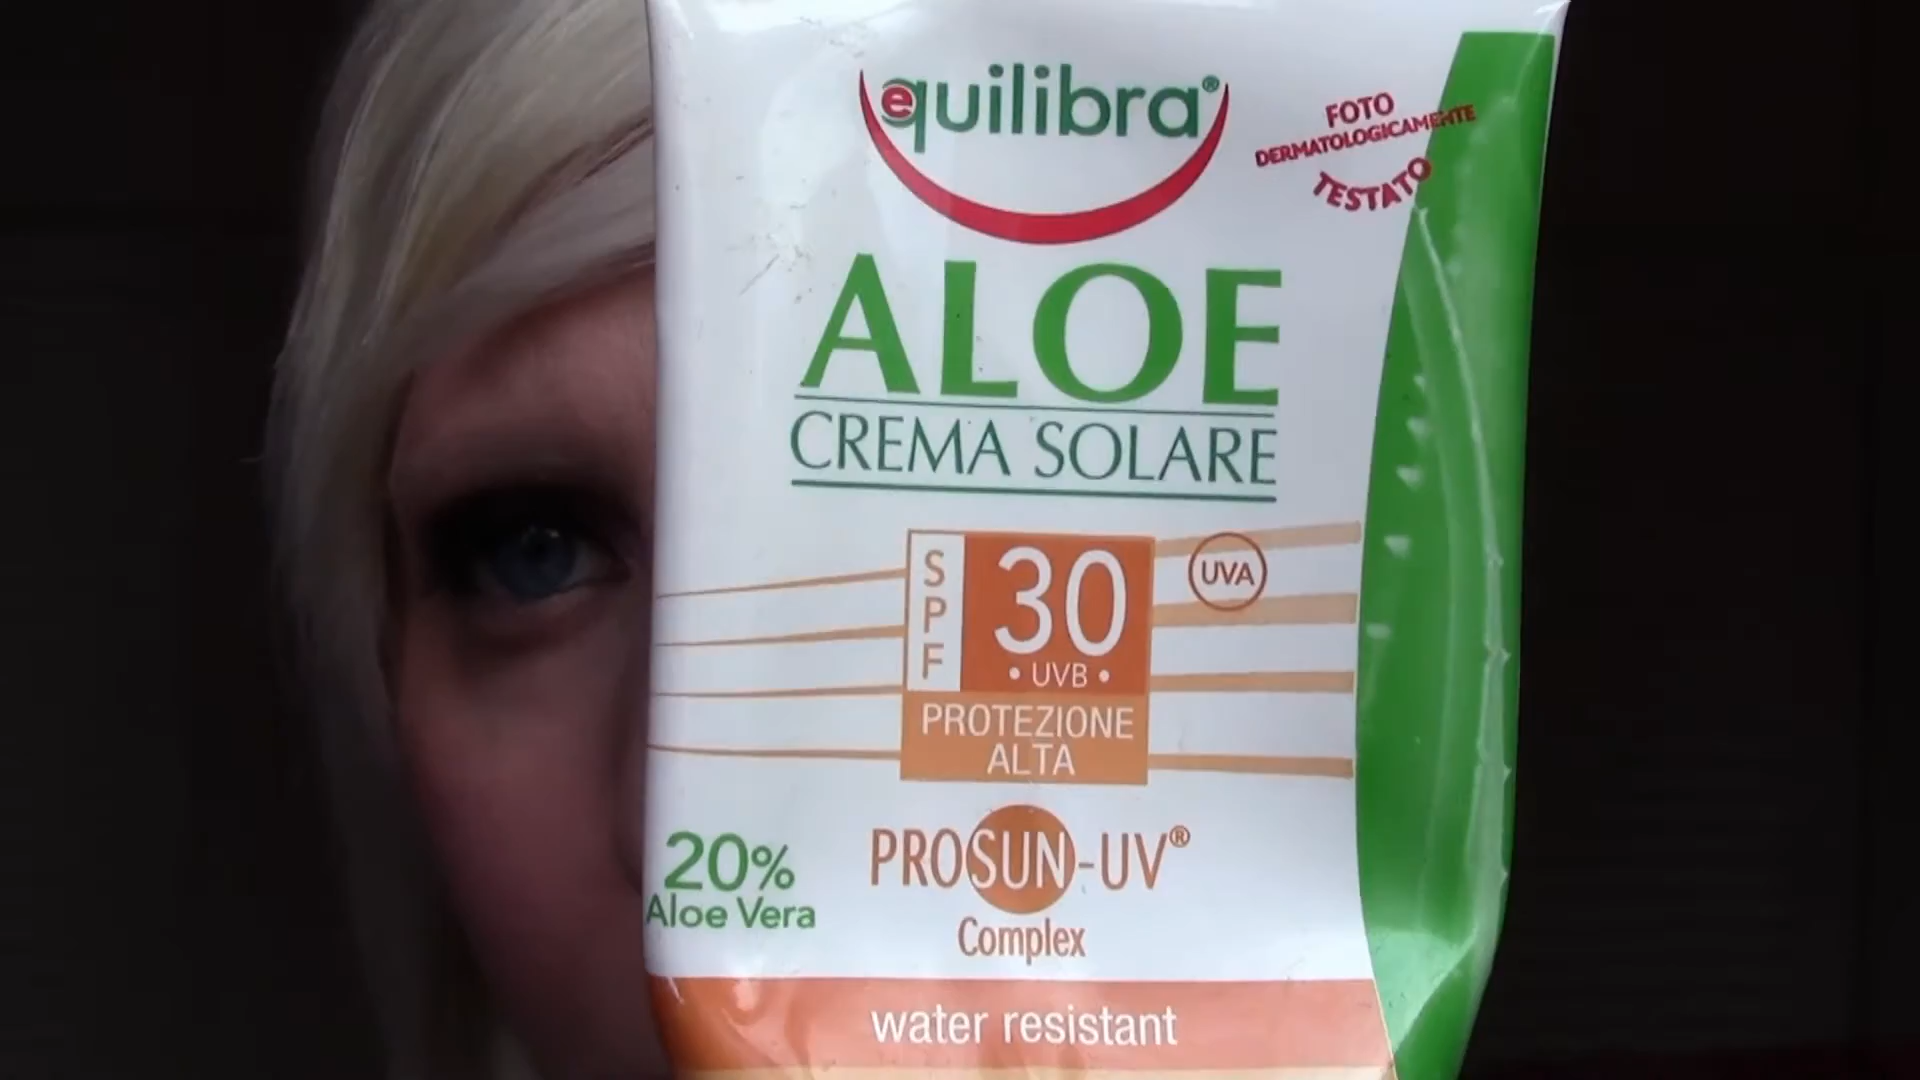 equilibra®
FOTO
DERMATOLOGICAMENTE
TESTATO
ALOE
CREMA SOLARE
SPF
30
• UVB •
UVA
PROTEZIONE
ALTA
20%
Aloe Vera
PROSUN-UV®
Complex
water resistant